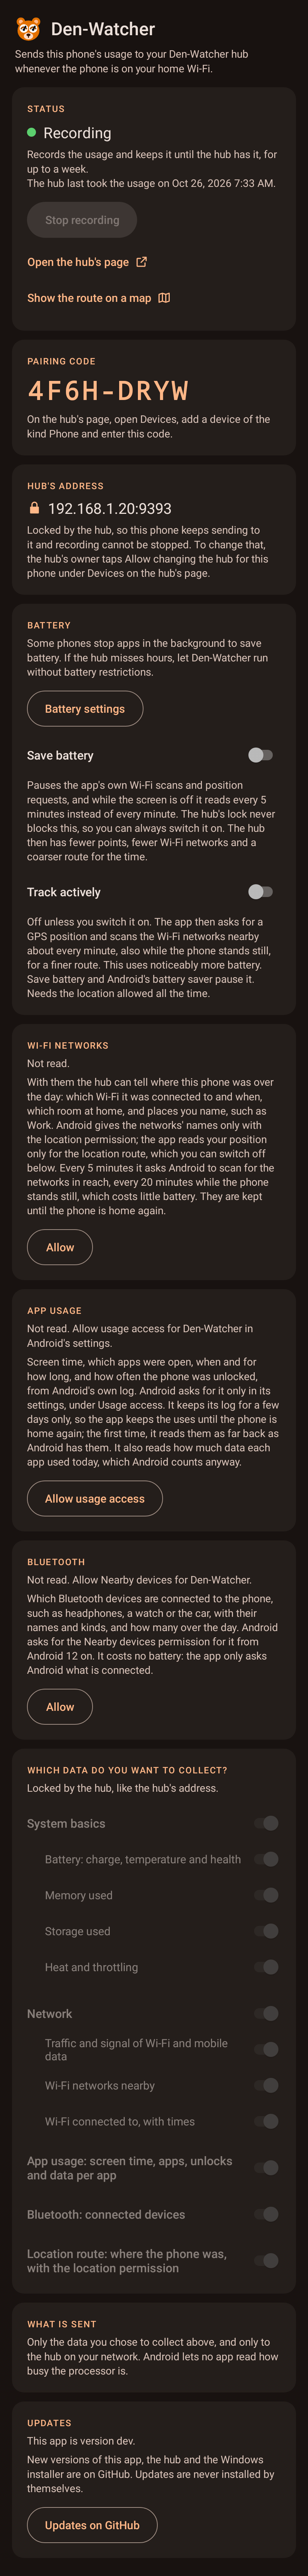 Den-Watcher
Sends this phone's usage to your Den-Watcher hub
whenever the phone is on your home Wi-Fi.
STATUS
Recording
Records the usage and keeps it until the hub has it, for
up to a week.
The hub last took the usage on Oct 26, 2026 7:33 AM.
Stop recording
Open the hub's page
Show the route on a map
PAIRING CODE
4F6H-DRYW
On the hub's page, open Devices, add a device of the
kind Phone and enter this code.
HUB'S ADDRESS
192.168.1.20:9393
Locked by the hub, so this phone keeps sending to
it and recording cannot be stopped. To change that,
the hub's owner taps Allow changing the hub for this
phone under Devices on the hub's page.
BATTERY
Some phones stop apps in the background to save
battery. If the hub misses hours, let Den-Watcher run
without battery restrictions.
Battery settings
Save battery
Pauses the app's own Wi-Fi scans and position
requests, and while the screen is off it reads every 5
minutes instead of every minute. The hub's lock never
blocks this, so you can always switch it on. The hub
then has fewer points, fewer Wi-Fi networks and a
coarser route for the time.
Track actively
Off unless you switch it on. The app then asks for a
GPS position and scans the Wi-Fi networks nearby
about every minute, also while the phone stands still,
for a finer route. This uses noticeably more battery.
Save battery and Android's battery saver pause it.
Needs the location allowed all the time.
WI-FI NETWORKS
Not read.
With them the hub can tell where this phone was over
the day: which Wi-Fi it was connected to and when,
which room at home, and places you name, such as
Work. Android gives the networks' names only with
the location permission; the app reads your position
only for the location route, which you can switch off
below. Every 5 minutes it asks Android to scan for the
networks in reach, every 20 minutes while the phone
stands still, which costs little battery. They are kept
until the phone is home again.
Allow
APP USAGE
Not read. Allow usage access for Den-Watcher in
Android's settings.
Screen time, which apps were open, when and for
how long, and how often the phone was unlocked,
from Android's own log. Android asks for it only in its
settings, under Usage access. It keeps its log for a few
days only, so the app keeps the uses until the phone is
home again; the first time, it reads them as far back as
Android has them. It also reads how much data each
app used today, which Android counts anyway.
Allow usage access
BLUETOOTH
Not read. Allow Nearby devices for Den-Watcher.
Which Bluetooth devices are connected to the phone,
such as headphones, a watch or the car, with their
names and kinds, and how many over the day. Android
asks for the Nearby devices permission for it from
Android 12 on. It costs no battery: the app only asks
Android what is connected.
Allow
WHICH DATA DO YOU WANT TO COLLECT?
Locked by the hub, like the hub's address.
System basics
Battery: charge, temperature and health
Memory used
Storage used
Heat and throttling
Network
Traffic and signal of Wi-Fi and mobile
data
Wi-Fi networks nearby
Wi-Fi connected to, with times
App usage: screen time, apps, unlocks
and data per app
Bluetooth: connected devices
Location route: where the phone was,
with the location permission
WHAT IS SENT
Only the data you chose to collect above, and only to
the hub on your network. Android lets no app read how
busy the processor is.
UPDATES
This app is version dev.
New versions of this app, the hub and the Windows
installer are on GitHub. Updates are never installed by
themselves.
Updates on GitHub